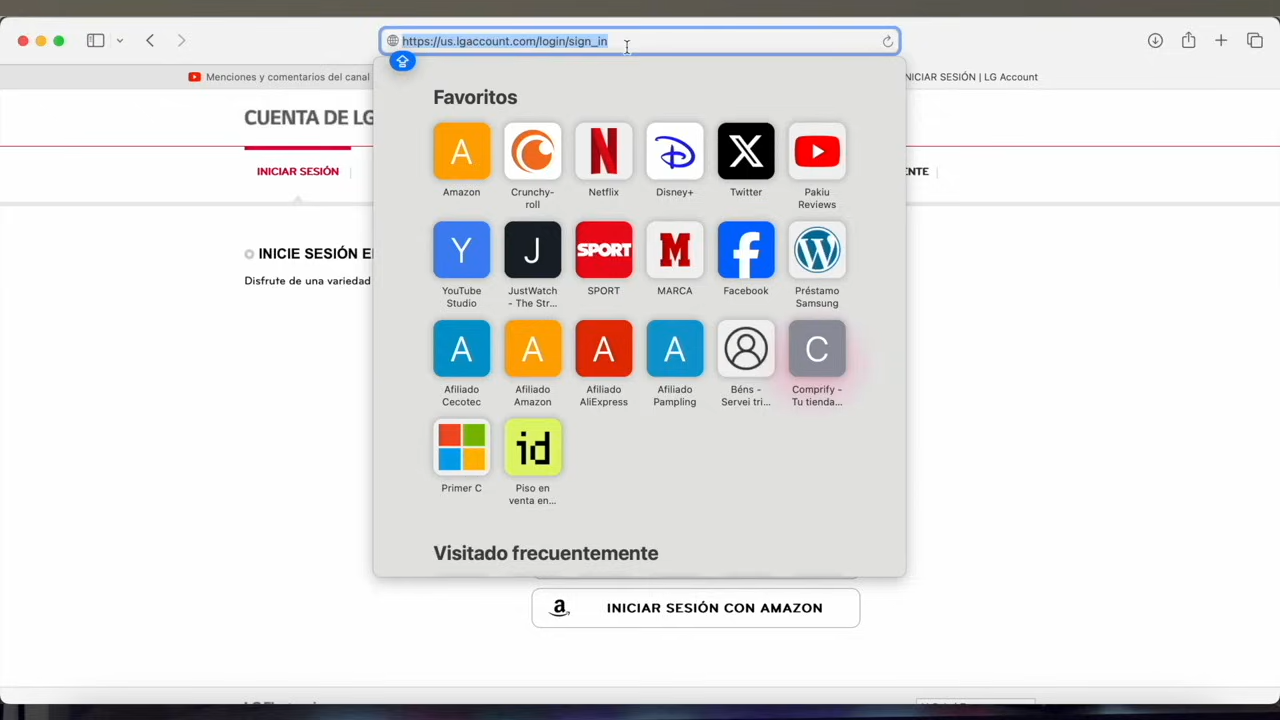 https://us.lgaccount.com/login/sign_in
Menciones y comentarios del canal
INICIAR SESIÓN | LG Account
CUENTA DE LG
INICIAR SESIÓN
ENTE
INICIE SESIÓN E
Disfrute de una variedad
Favoritos
A
N
Disney
X
Amazon
Crunchy-
roll
Netflix
Disney+
Twitter
Pakiu
Reviews
Y
J
SPORT
M
f
W
YouTube
Studio
JustWatch
- The Str...
SPORT
MARCA
Facebook
Préstamo
Samsung
A
A
A
A
C
Afiliado
Cecotec
Afiliado
Amazon
Afiliado
AliExpress
Afiliado
Pampling
Béns -
Servei tri...
Comprify -
Tu tienda...
id
Primer C
Piso en
venta en...
Visitado frecuentemente
a
INICIAR SESIÓN CON AMAZON